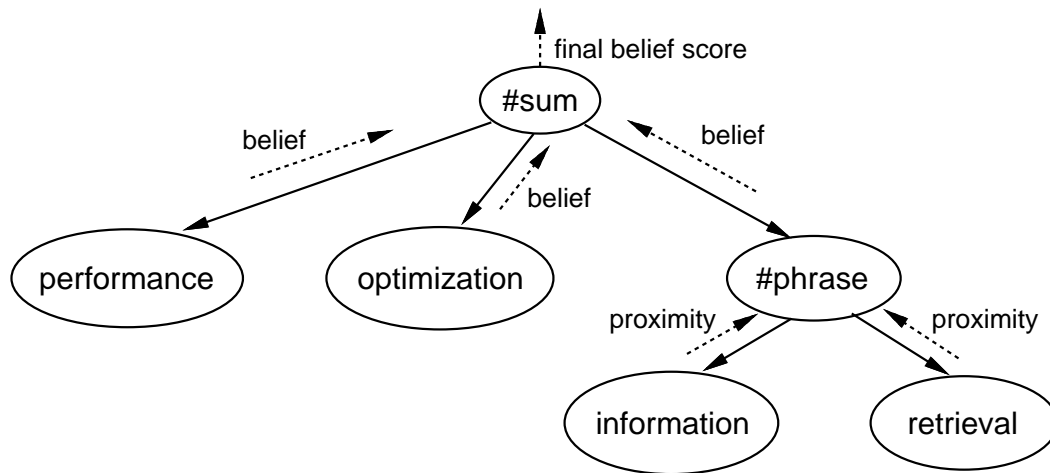 final belief score
#sum
belief
belief
belief
performance
optimization
#phrase
proximity
proximity
information
retrieval